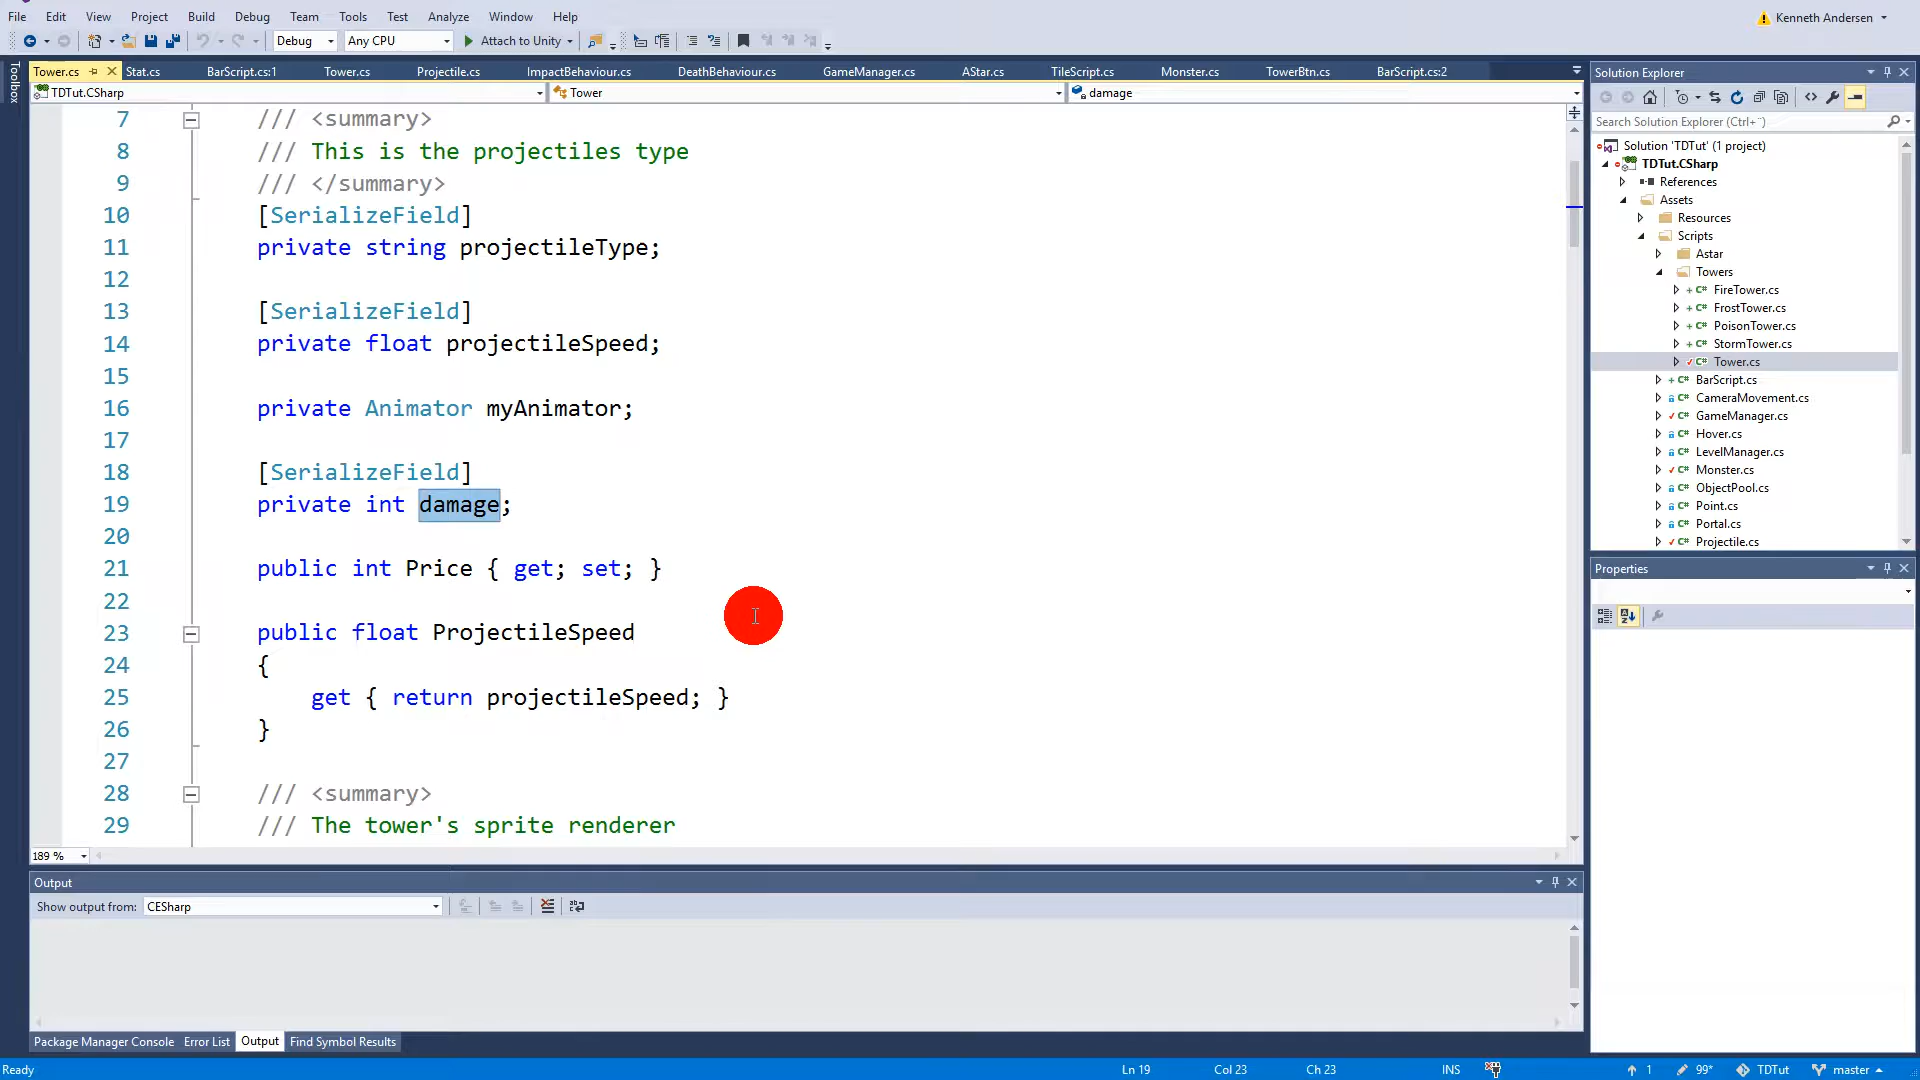 File Edit View Project Build Debug Team Tools Test Analyze Window Help Kenneth Andersen
Debug Any CPU Attach to Unity
Toolbox
Tower.cs Stat.cs BarScript.cs:1 Tower.cs Projectile.cs ImpactBehaviour.cs DeathBehaviour.cs GameManager.cs AStar.cs TileScript.cs Monster.cs TowerBtn.cs BarScript.cs:2
TDTut.CSharp Tower damage
7 /// <summary>
8 /// This is the projectiles type
9 /// </summary>
10 [SerializeField]
11 private string projectileType;
12
13 [SerializeField]
14 private float projectileSpeed;
15
16 private Animator myAnimator;
17
18 [SerializeField]
19 private int damage;
20
21 public int Price { get; set; }
22
23 public float ProjectileSpeed
24 {
25 get { return projectileSpeed; }
26 }
27
28 /// <summary>
29 /// The tower's sprite renderer
189 %
Output
Show output from: CESharp
Package Manager Console Error List Output Find Symbol Results
Solution Explorer
Search Solution Explorer (Ctrl+¨)
Solution 'TDTut' (1 project)
TDTut.CSharp
References
Assets
Resources
Scripts
Astar
Towers
FireTower.cs
FrostTower.cs
PoisonTower.cs
StormTower.cs
Tower.cs
BarScript.cs
CameraMovement.cs
GameManager.cs
Hover.cs
LevelManager.cs
Monster.cs
ObjectPool.cs
Point.cs
Portal.cs
Projectile.cs
Properties
Ready Ln 19 Col 23 Ch 23 INS 1 99* TDTut master